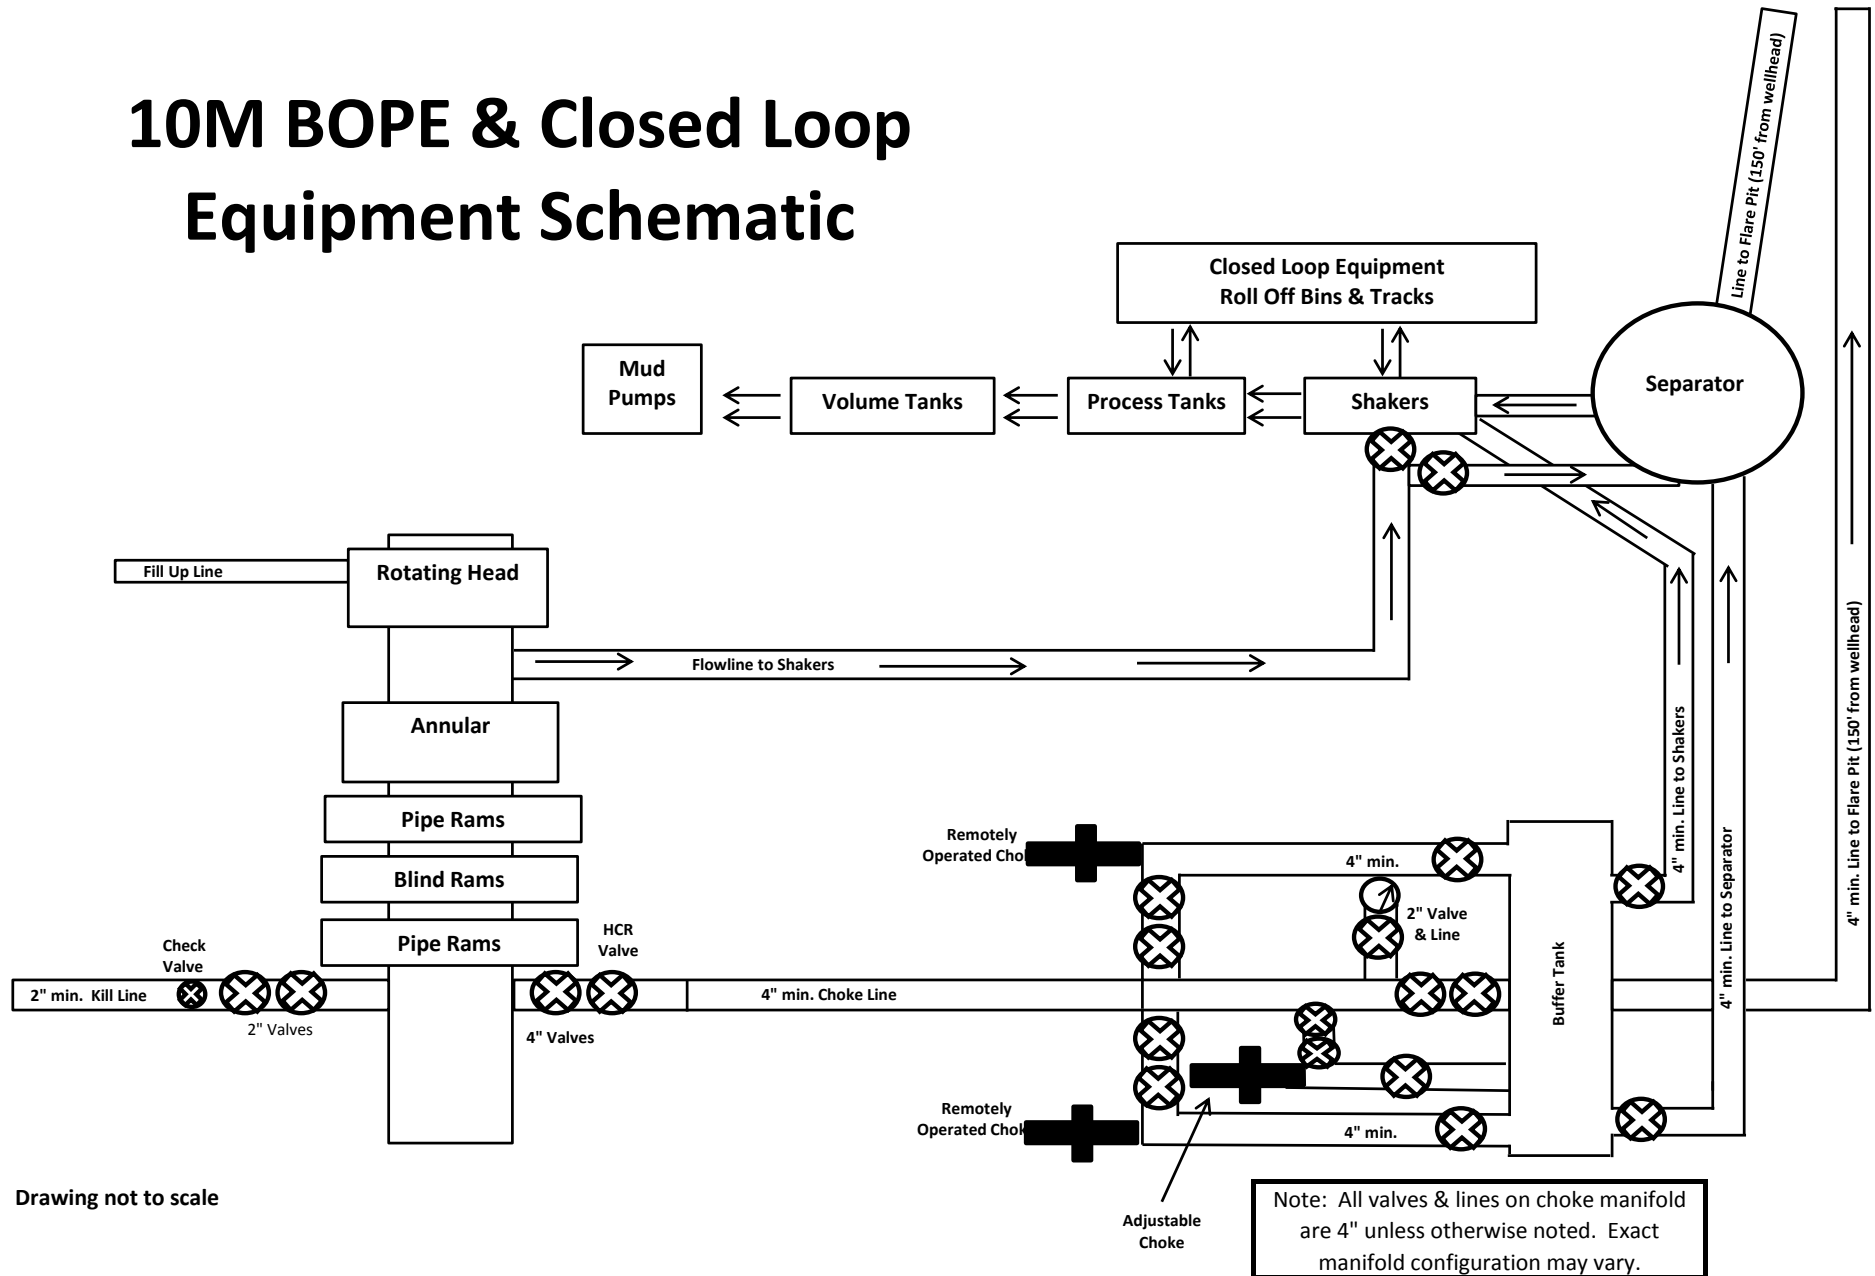 10M BOPE & Closed Loop
Equipment Schematic
Line to Flare Pit (150' from wellhead)
Closed Loop Equipment
Roll Off Bins & Tracks
Mud
Pumps
Volume Tanks
Process Tanks
Shakers
Separator
Fill Up Line
Rotating Head
Flowline to Shakers
Annular
Pipe Rams
Blind Rams
Pipe Rams
Check
Valve
HCR
Valve
2" min. Kill Line
2" Valves
4" Valves
4" min. Choke Line
Remotely
Operated Chok
4" min.
2" Valve
& Line
Buffer Tank
4" min. Line to Shakers
4" min. Line to Separator
4" min. Line to Flare Pit (150' from wellhead)
Remotely
Operated Chok
4" min.
Adjustable
Choke
Drawing not to scale
Note: All valves & lines on choke manifold
are 4" unless otherwise noted. Exact
manifold configuration may vary.